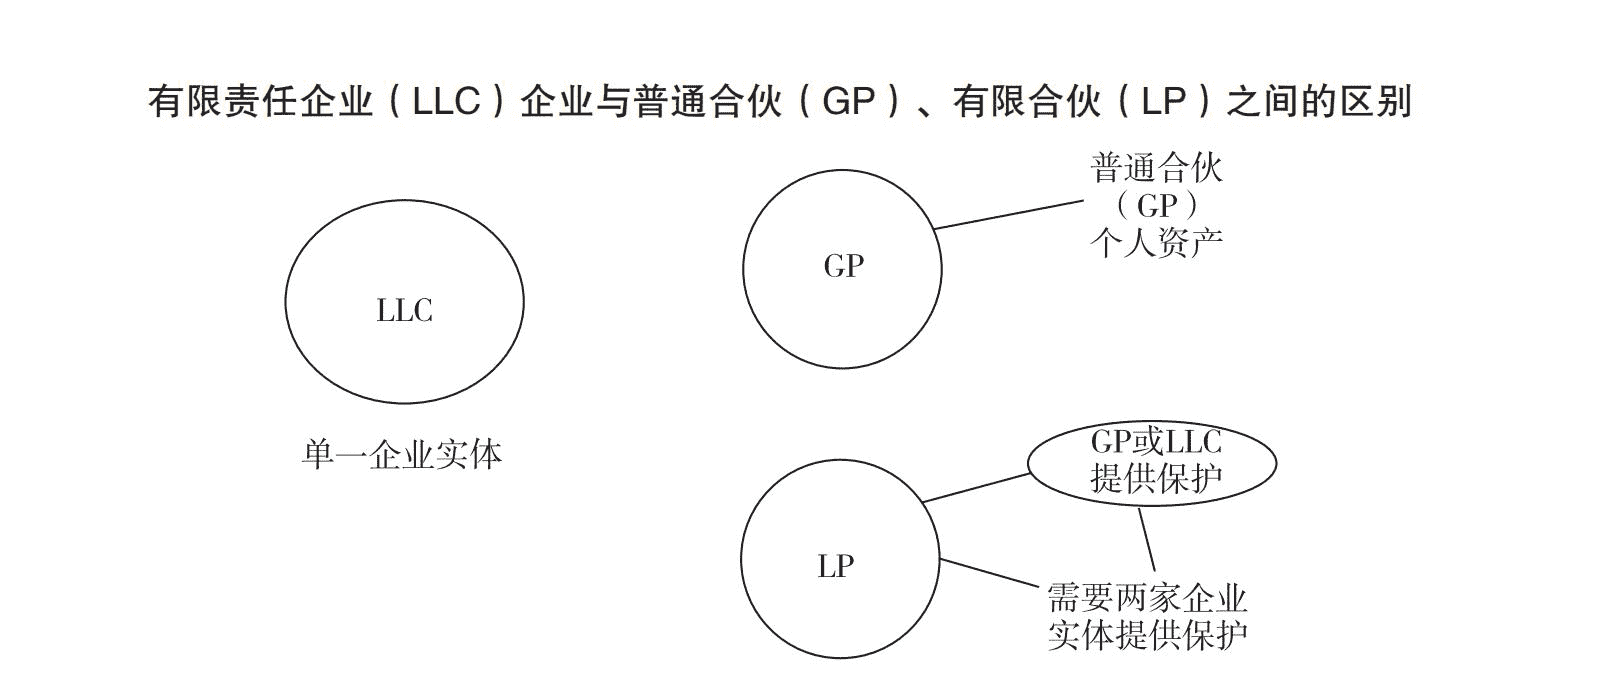 有限责任企业（LLC）企业与普通合伙（GP）、有限合伙（LP）之间的区别
普通合伙
（GP）
个人资产
GP
LLC
单一企业实体
GP或LLC
提供保护
LP
需要两家企业
实体提供保护